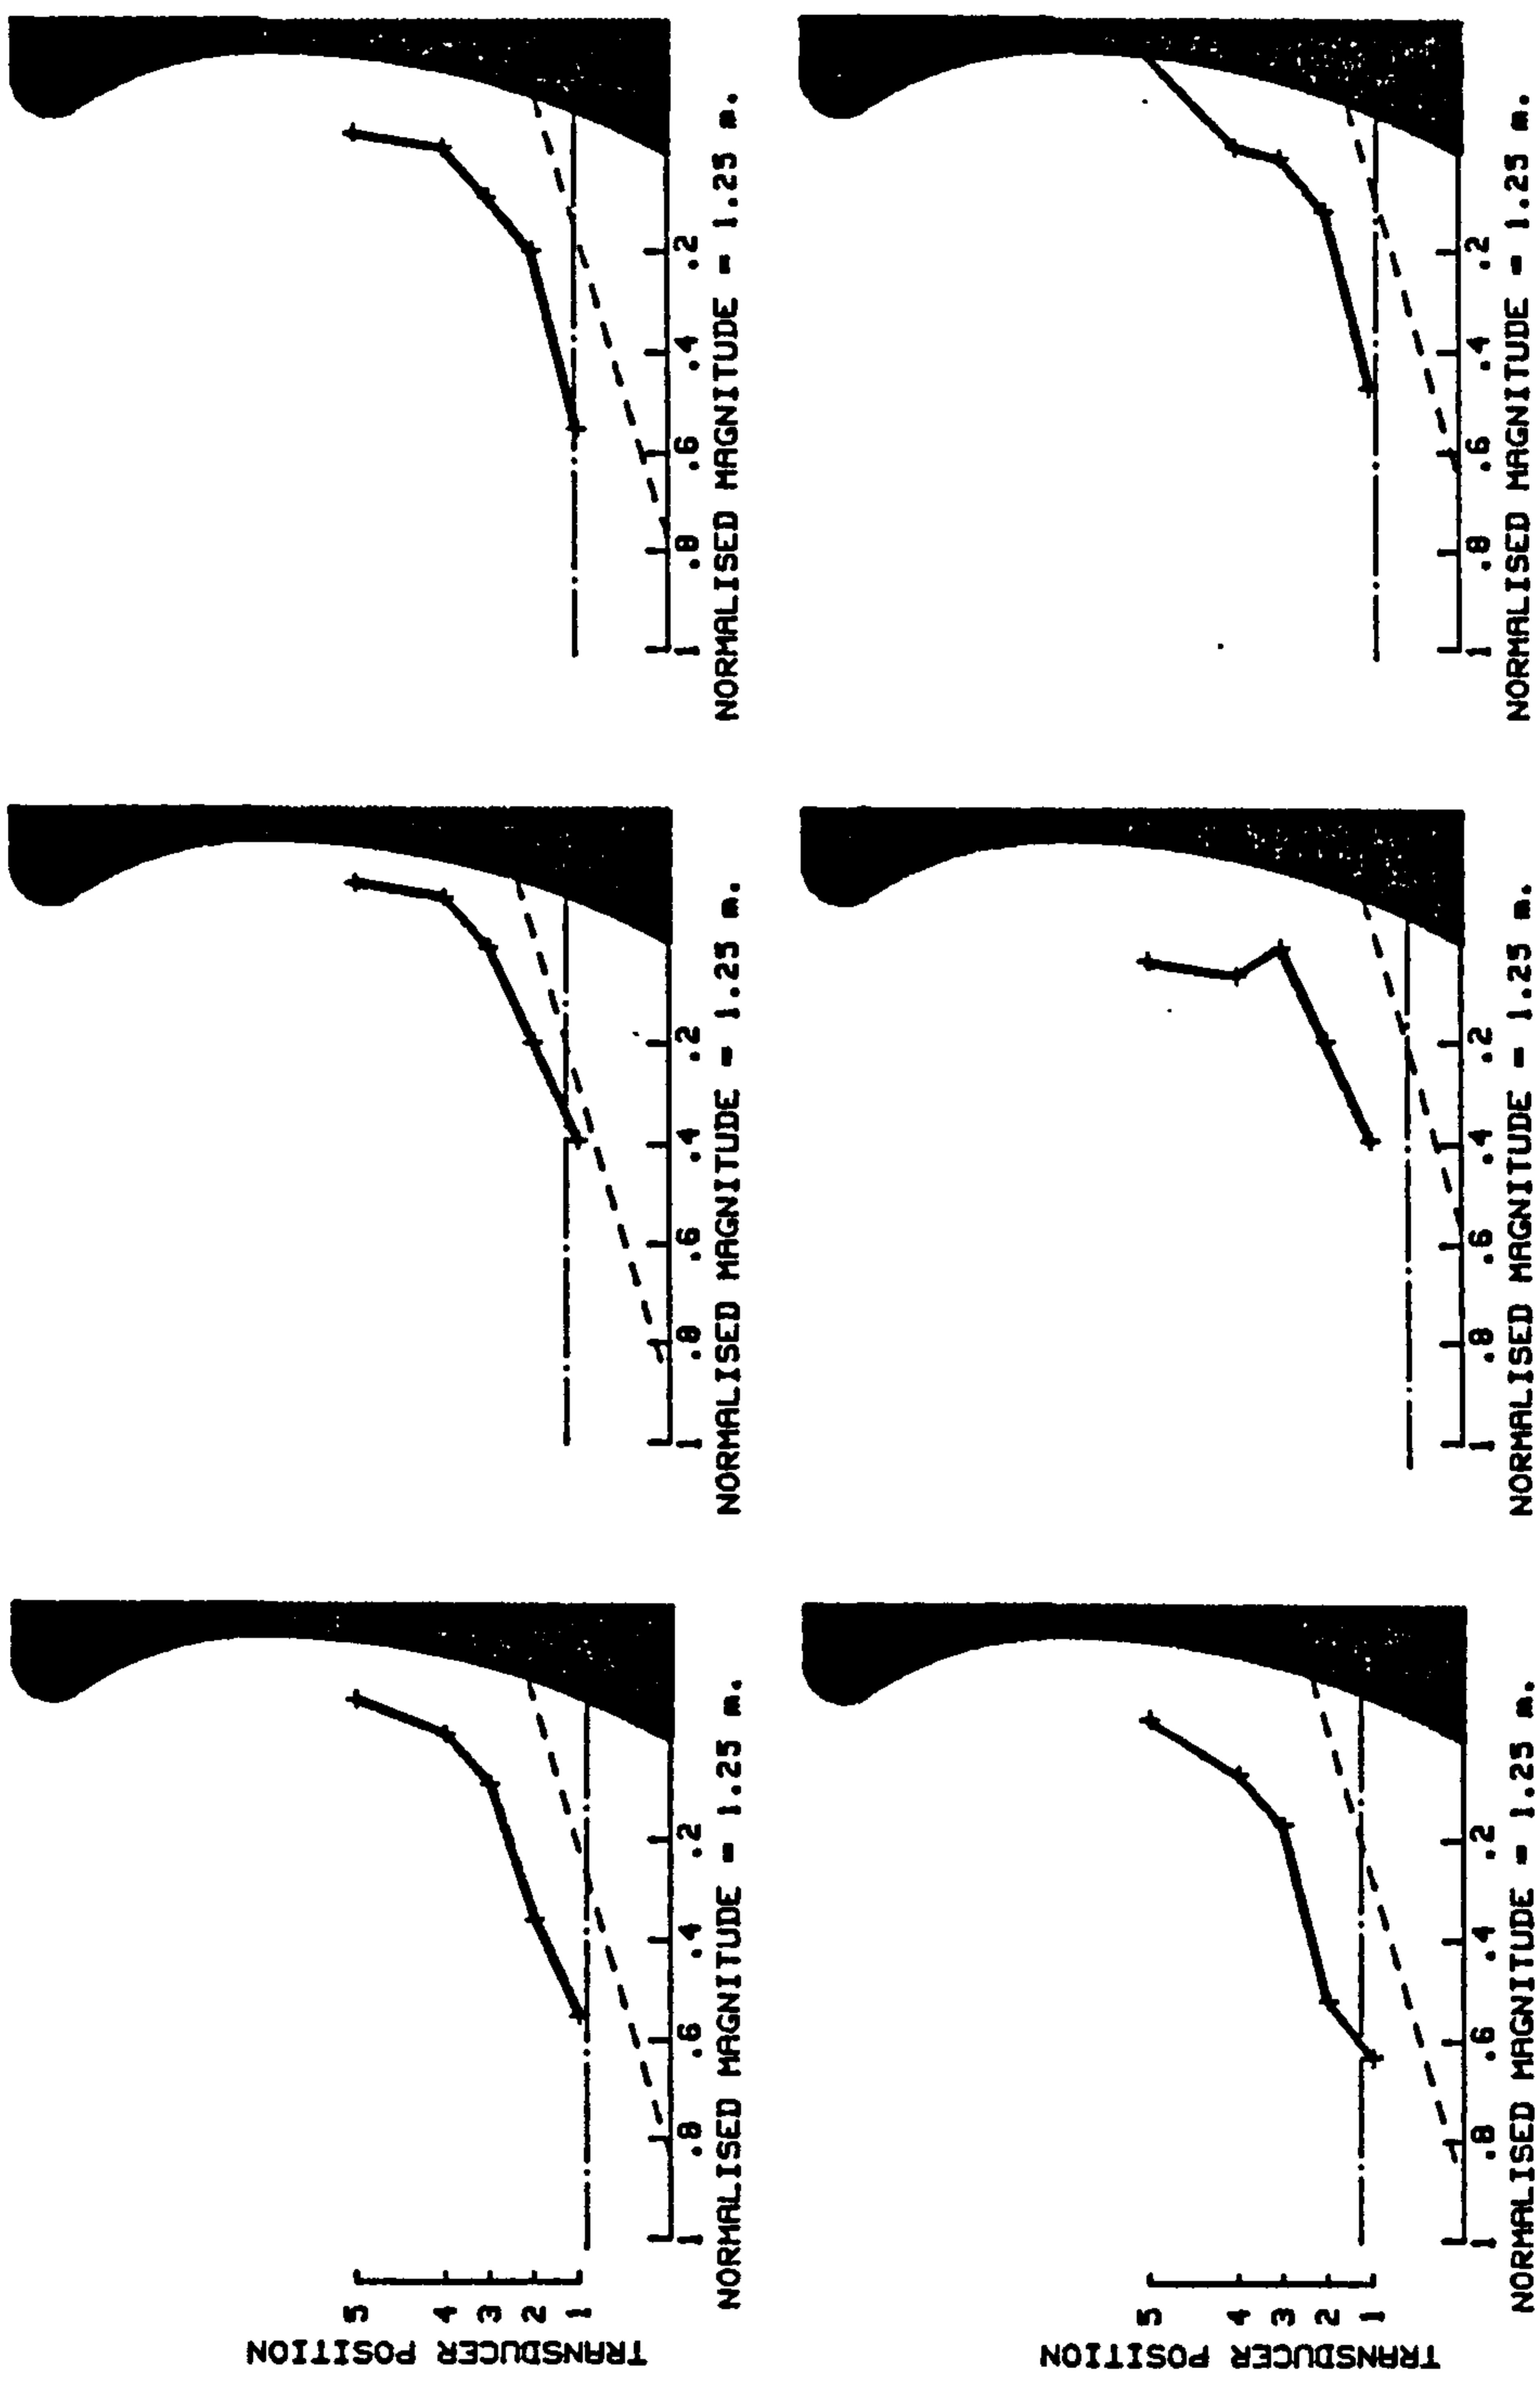 TRANSDUCER POSITION
5
4
3
2
1
1 .8 .6 .4 .2
NORMALISED MAGNITUDE = 1.25 m.
1 .8 .6 .4 .2
NORMALISED MAGNITUDE = 1.25 m.
1 .8 .6 .4 .2
NORMALISED MAGNITUDE = 1.25 m.
TRANSDUCER POSITION
5
4
3
2
1
1 .8 .6 .4 .2
NORMALISED MAGNITUDE = 1.25 m.
1 .8 .6 .4 .2
NORMALISED MAGNITUDE = 1.25 m.
1 .8 .6 .4 .2
NORMALISED MAGNITUDE = 1.25 m.